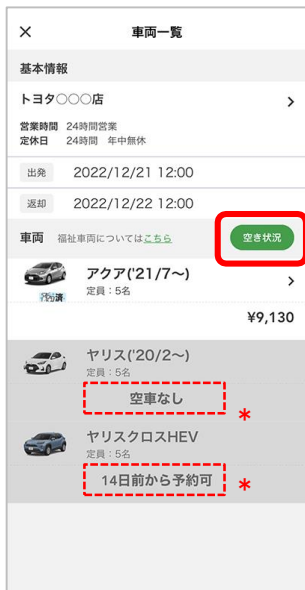 × 車両一覧
基本情報
トヨタ〇〇〇店 >
営業時間 24時間営業
定休日 24時間 年中無休
出発 2022/12/21 12:00
返却 2022/12/22 12:00
車両 福祉車両についてはこちら 空き状況
アクア('21/7～) >
定員：5名
¥9,130
ヤリス('20/2～)
定員：5名
空車なし *
ヤリスクロスHEV
定員：5名
14日前から予約可 *